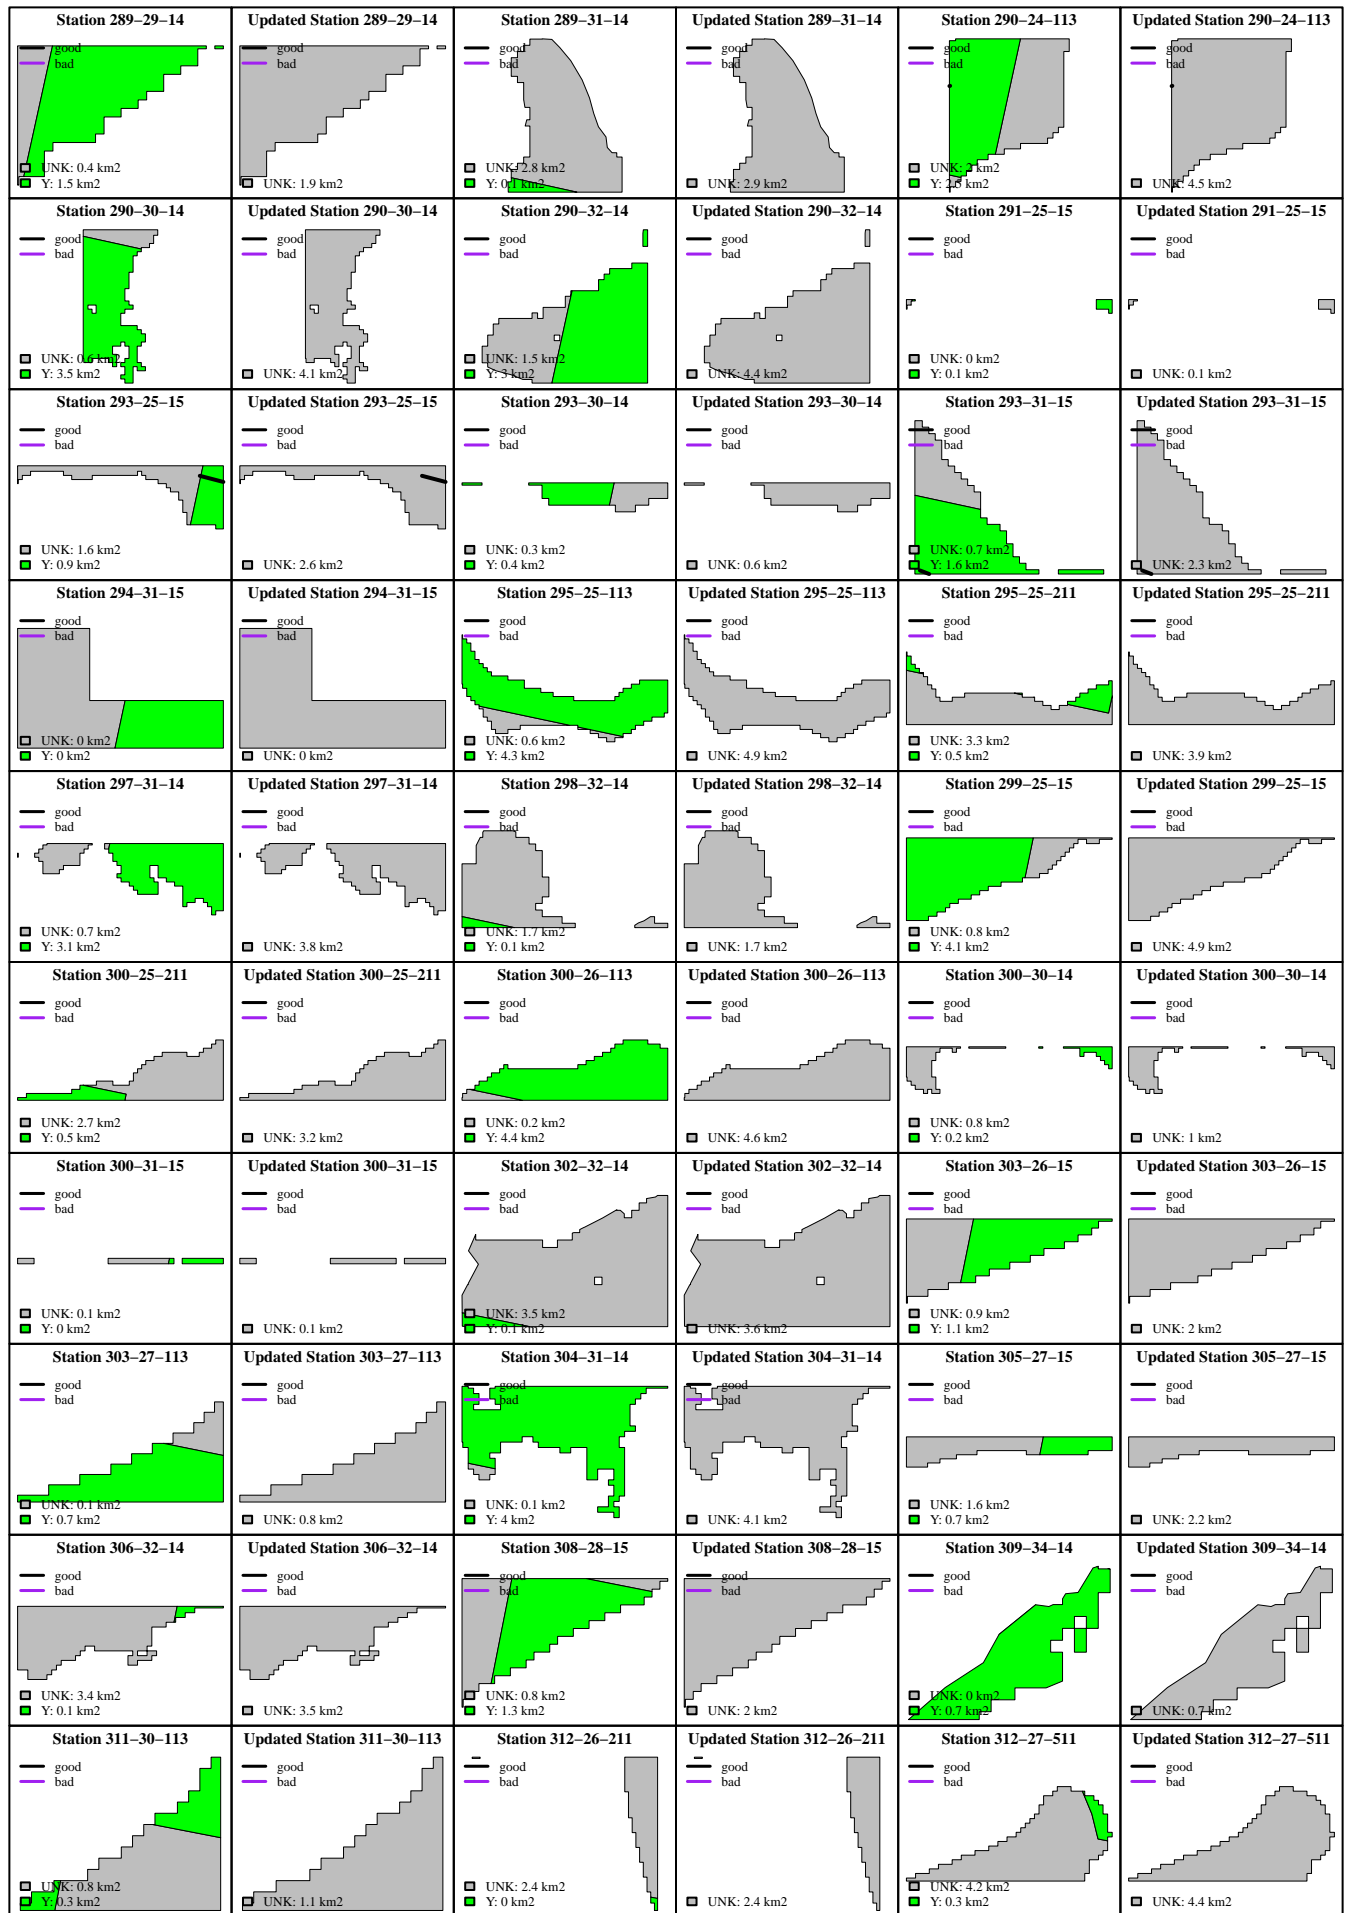 Station 289−29−14
good
bad
UNK: 0.4 km2
Y: 1.5 km2
Updated Station 289−29−14
good
bad
UNK: 1.9 km2
Station 289−31−14
good
bad
UNK: 2.8 km2
Y: 0.1 km2
Updated Station 289−31−14
good
bad
UNK: 2.9 km2
Station 290−24−113
good
bad
UNK: 2 km2
Y: 2.5 km2
Updated Station 290−24−113
good
bad
UNK: 4.5 km2
Station 290−30−14
good
bad
UNK: 0.6 km2
Y: 3.5 km2
Updated Station 290−30−14
good
bad
UNK: 4.1 km2
Station 290−32−14
good
bad
UNK: 1.5 km2
Y: 3 km2
Updated Station 290−32−14
good
bad
UNK: 4.4 km2
Station 291−25−15
good
bad
UNK: 0 km2
Y: 0.1 km2
Updated Station 291−25−15
good
bad
UNK: 0.1 km2
Station 293−25−15
good
bad
UNK: 1.6 km2
Y: 0.9 km2
Updated Station 293−25−15
good
bad
UNK: 2.6 km2
Station 293−30−14
good
bad
UNK: 0.3 km2
Y: 0.4 km2
Updated Station 293−30−14
good
bad
UNK: 0.6 km2
Station 293−31−15
good
bad
UNK: 0.7 km2
Y: 1.6 km2
Updated Station 293−31−15
good
bad
UNK: 2.3 km2
Station 294−31−15
good
bad
UNK: 0 km2
Y: 0 km2
Updated Station 294−31−15
good
bad
UNK: 0 km2
Station 295−25−113
good
bad
UNK: 0.6 km2
Y: 4.3 km2
Updated Station 295−25−113
good
bad
UNK: 4.9 km2
Station 295−25−211
good
bad
UNK: 3.3 km2
Y: 0.5 km2
Updated Station 295−25−211
good
bad
UNK: 3.9 km2
Station 297−31−14
good
bad
UNK: 0.7 km2
Y: 3.1 km2
Updated Station 297−31−14
good
bad
UNK: 3.8 km2
Station 298−32−14
good
bad
UNK: 1.7 km2
Y: 0.1 km2
Updated Station 298−32−14
good
bad
UNK: 1.7 km2
Station 299−25−15
good
bad
UNK: 0.8 km2
Y: 4.1 km2
Updated Station 299−25−15
good
bad
UNK: 4.9 km2
Station 300−25−211
good
bad
UNK: 2.7 km2
Y: 0.5 km2
Updated Station 300−25−211
good
bad
UNK: 3.2 km2
Station 300−26−113
good
bad
UNK: 0.2 km2
Y: 4.4 km2
Updated Station 300−26−113
good
bad
UNK: 4.6 km2
Station 300−30−14
good
bad
UNK: 0.8 km2
Y: 0.2 km2
Updated Station 300−30−14
good
bad
UNK: 1 km2
Station 300−31−15
good
bad
UNK: 0.1 km2
Y: 0 km2
Updated Station 300−31−15
good
bad
UNK: 0.1 km2
Station 302−32−14
good
bad
UNK: 3.5 km2
Y: 0.1 km2
Updated Station 302−32−14
good
bad
UNK: 3.6 km2
Station 303−26−15
good
bad
UNK: 0.9 km2
Y: 1.1 km2
Updated Station 303−26−15
good
bad
UNK: 2 km2
Station 303−27−113
good
bad
UNK: 0.1 km2
Y: 0.7 km2
Updated Station 303−27−113
good
bad
UNK: 0.8 km2
Station 304−31−14
good
bad
UNK: 0.1 km2
Y: 4 km2
Updated Station 304−31−14
good
bad
UNK: 4.1 km2
Station 305−27−15
good
bad
UNK: 1.6 km2
Y: 0.7 km2
Updated Station 305−27−15
good
bad
UNK: 2.2 km2
Station 306−32−14
good
bad
UNK: 3.4 km2
Y: 0.1 km2
Updated Station 306−32−14
good
bad
UNK: 3.5 km2
Station 308−28−15
good
bad
UNK: 0.8 km2
Y: 1.3 km2
Updated Station 308−28−15
good
bad
UNK: 2 km2
Station 309−34−14
good
bad
UNK: 0 km2
Y: 0.7 km2
Updated Station 309−34−14
good
bad
UNK: 0.7 km2
Station 311−30−113
good
bad
UNK: 0.8 km2
Y: 0.3 km2
Updated Station 311−30−113
good
bad
UNK: 1.1 km2
Station 312−26−211
good
bad
UNK: 2.4 km2
Y: 0 km2
Updated Station 312−26−211
good
bad
UNK: 2.4 km2
Station 312−27−511
good
bad
UNK: 4.2 km2
Y: 0.3 km2
Updated Station 312−27−511
good
bad
UNK: 4.4 km2